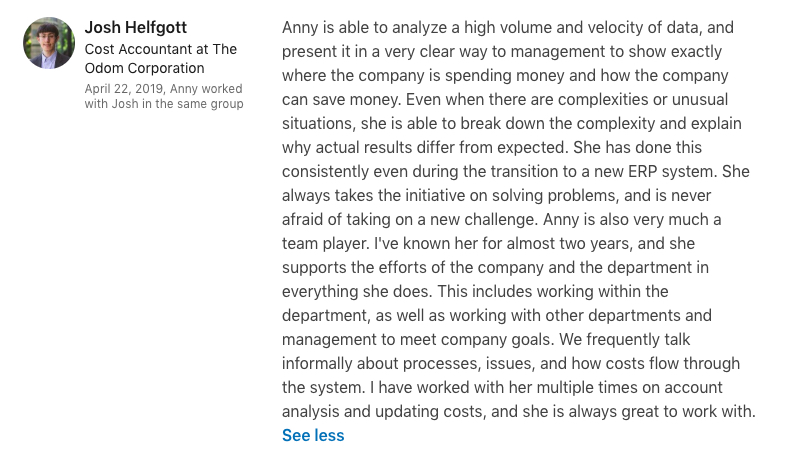 Josh Helfgott
Cost Accountant at The
Odom Corporation
April 22, 2019, Anny worked
with Josh in the same group
Anny is able to analyze a high volume and velocity of data, and
present it in a very clear way to management to show exactly
where the company is spending money and how the company
can save money. Even when there are complexities or unusual
situations, she is able to break down the complexity and explain
why actual results differ from expected. She has done this
consistently even during the transition to a new ERP system. She
always takes the initiative on solving problems, and is never
afraid of taking on a new challenge. Anny is also very much a
team player. I've known her for almost two years, and she
supports the efforts of the company and the department in
everything she does. This includes working within the
department, as well as working with other departments and
management to meet company goals. We frequently talk
informally about processes, issues, and how costs flow through
the system. I have worked with her multiple times on account
analysis and updating costs, and she is always great to work with.
See less